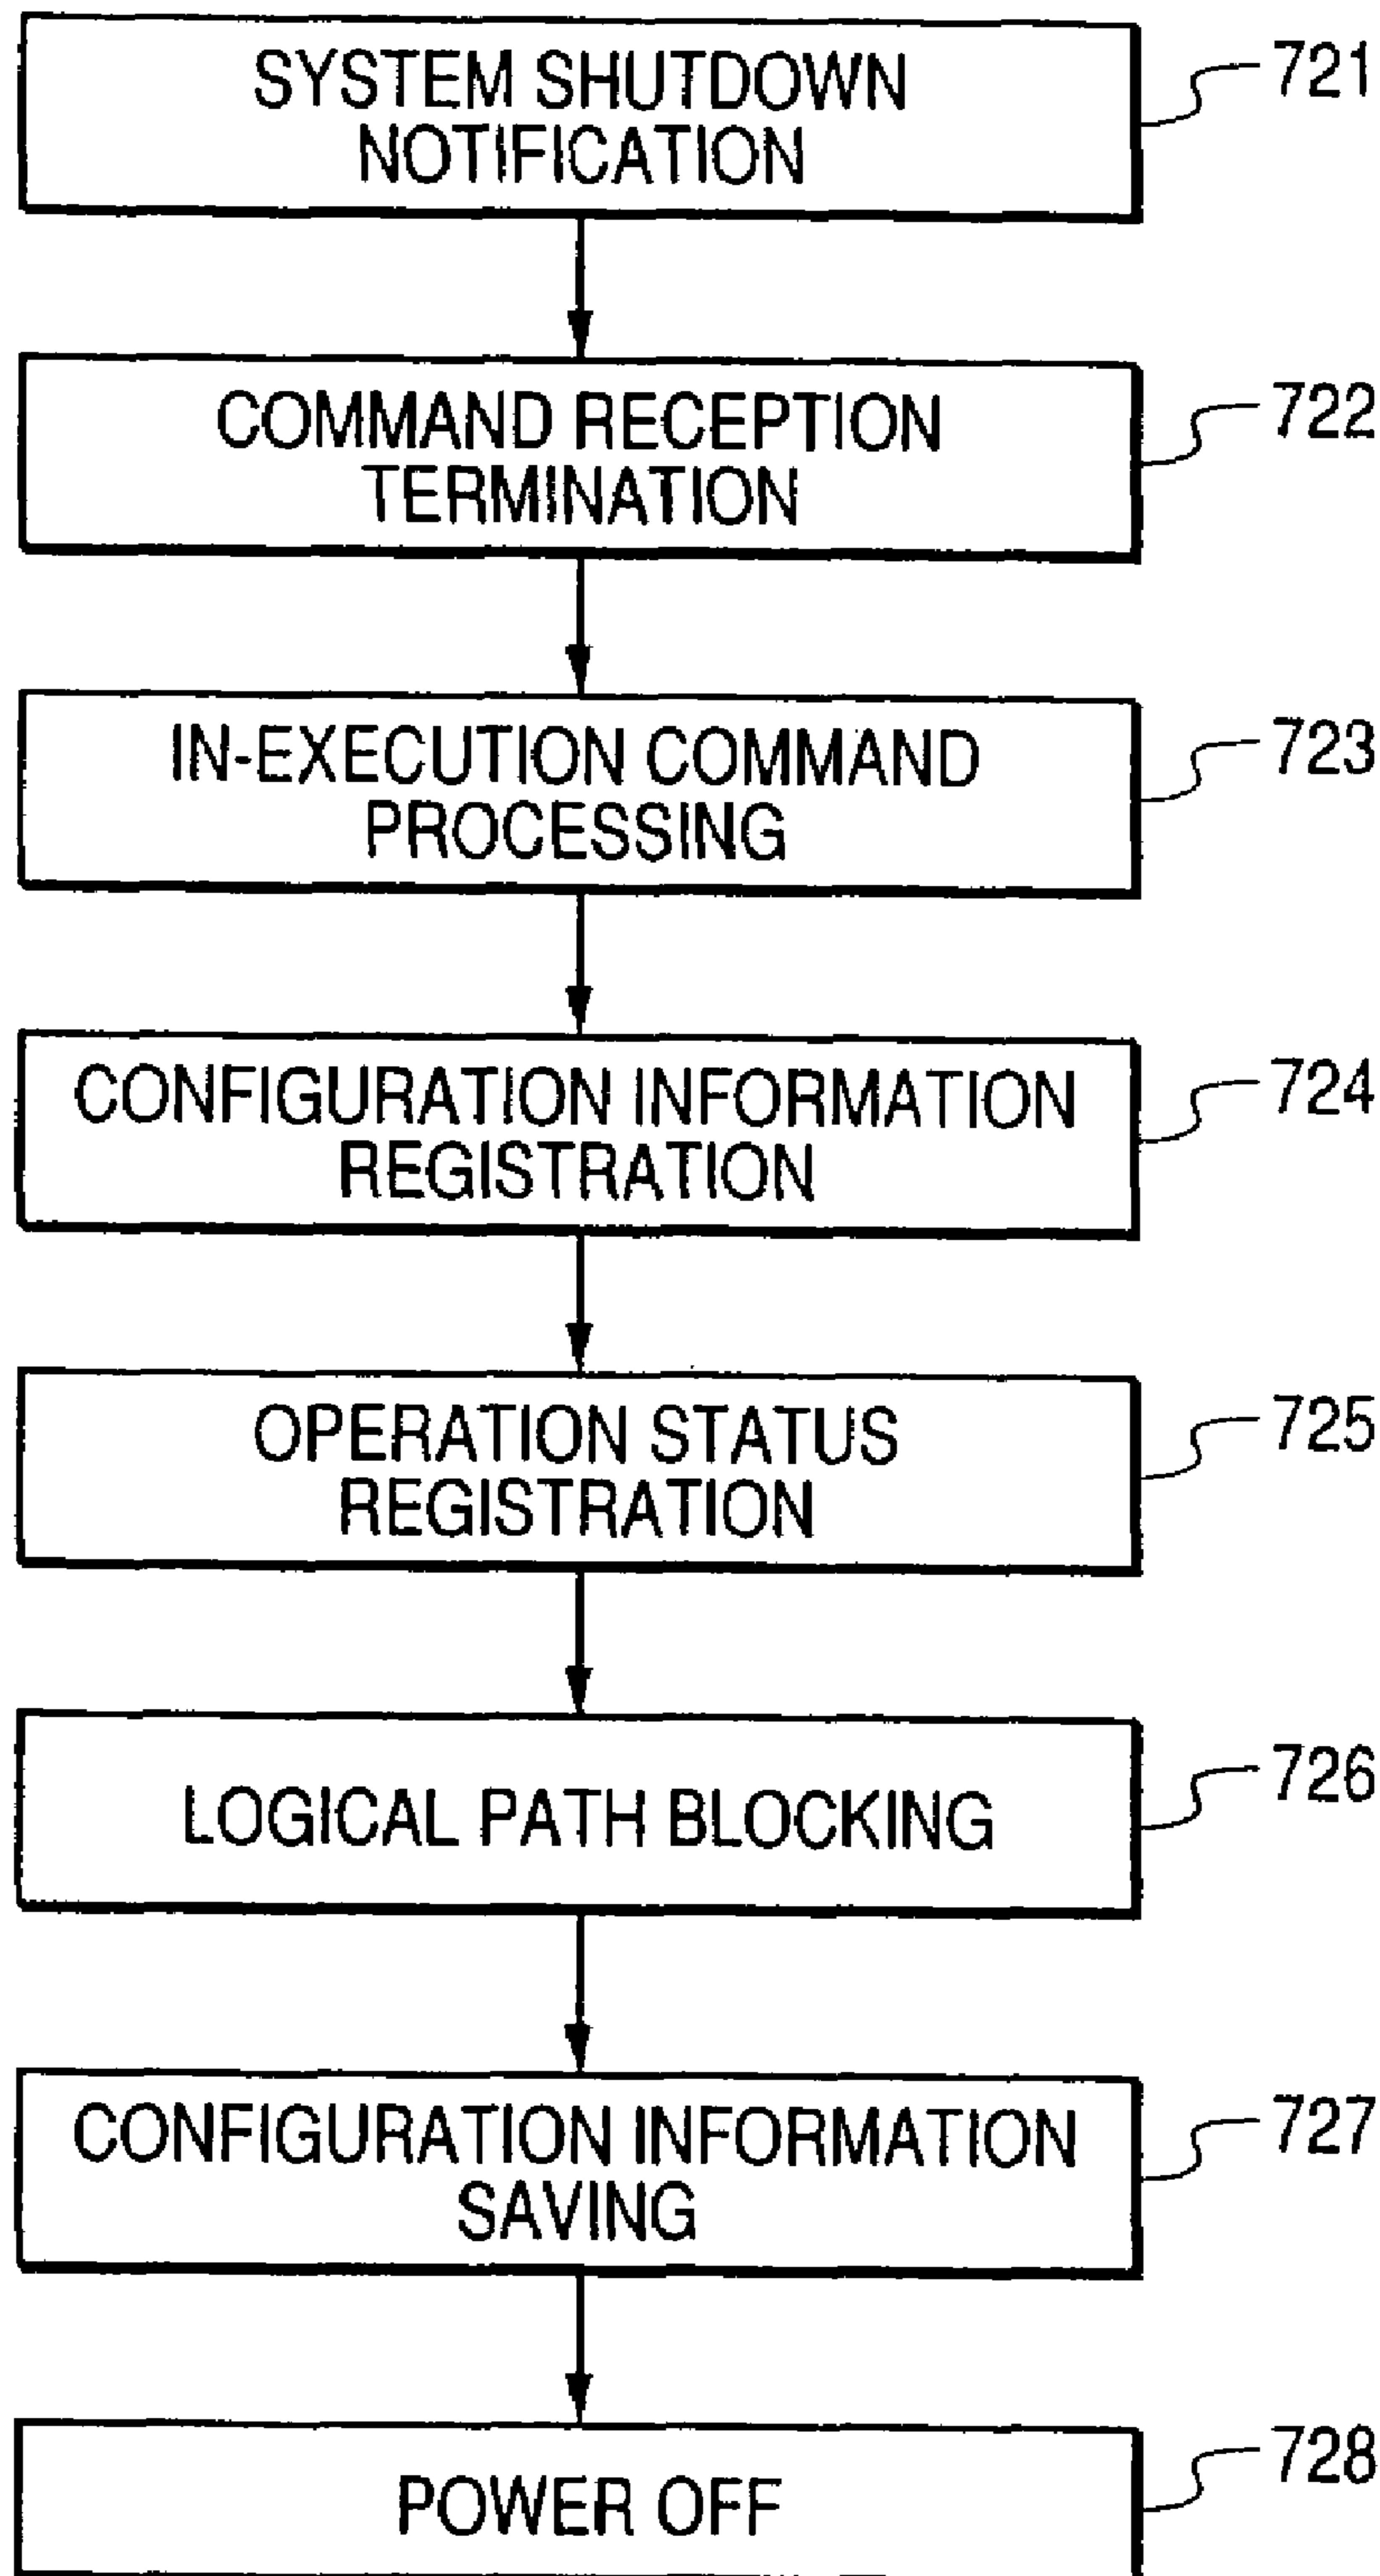 SYSTEM SHUTDOWN
NOTIFICATION
721
COMMAND RECEPTION
TERMINATION
722
IN-EXECUTION COMMAND
PROCESSING
723
CONFIGURATION INFORMATION
REGISTRATION
724
OPERATION STATUS
REGISTRATION
725
LOGICAL PATH BLOCKING
726
CONFIGURATION INFORMATION
SAVING
727
POWER OFF
728